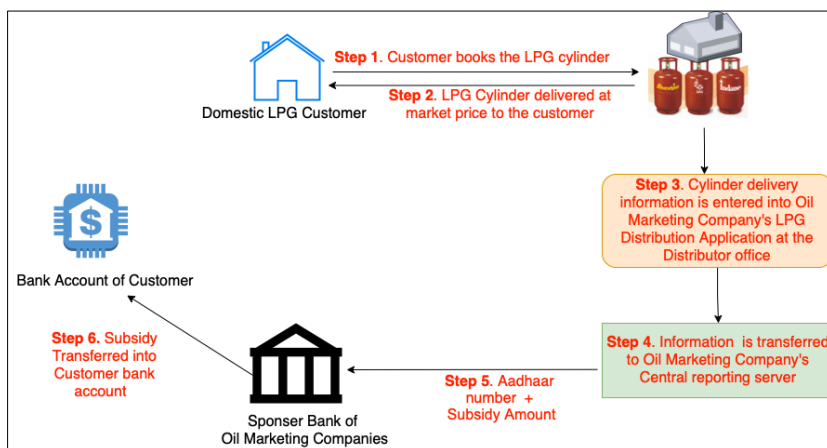 Step 1. Customer books the LPG cylinder
Domestic LPG Customer
Step 2. LPG Cylinder delivered at
market price to the customer
Step 3. Cylinder delivery
information is entered into Oil
Marketing Company's LPG
Distribution Application at the
Distributor office
Step 4. Information is transferred
to Oil Marketing Company's
Central reporting server
Step 5. Aadhaar
number +
Subsidy Amount
Sponser Bank of
Oil Marketing Companies
Step 6. Subsidy
Transferred into
Customer bank
account
$
Bank Account of Customer